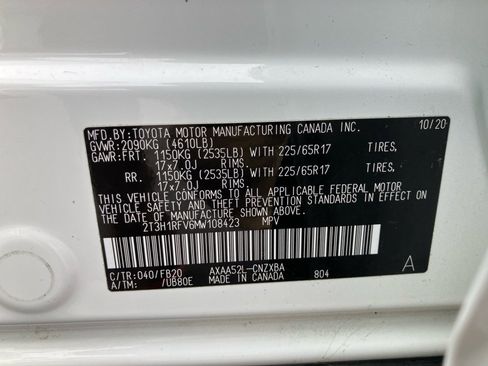 MFD. BY: TOYOTA MOTOR MANUFACTURING CANADA INC. 10/20
GVWR: 2090KG (4610LB)
GAWR: FRT. 1150KG (2535LB) WITH 225/65R17 TIRES,
17x7.0J RIMS.
RR 1150KG (2535LB) WITH 225/65R17 TIRES,
17x7.0J RIMS.
THIS VEHICLE CONFORMS TO ALL APPLICABLE FEDERAL MOTOR
VEHICLE SAFETY AND THEFT PREVENTION STANDARDS IN EFFECT
ON THE DATE OF MANUFACTURE SHOWN ABOVE.
2T3H1RFV6MW108423 MPV
C/TR: 040/FB20 AXAA52L-CNZXBA 804 A
A/TM: /UB80E MADE IN CANADA